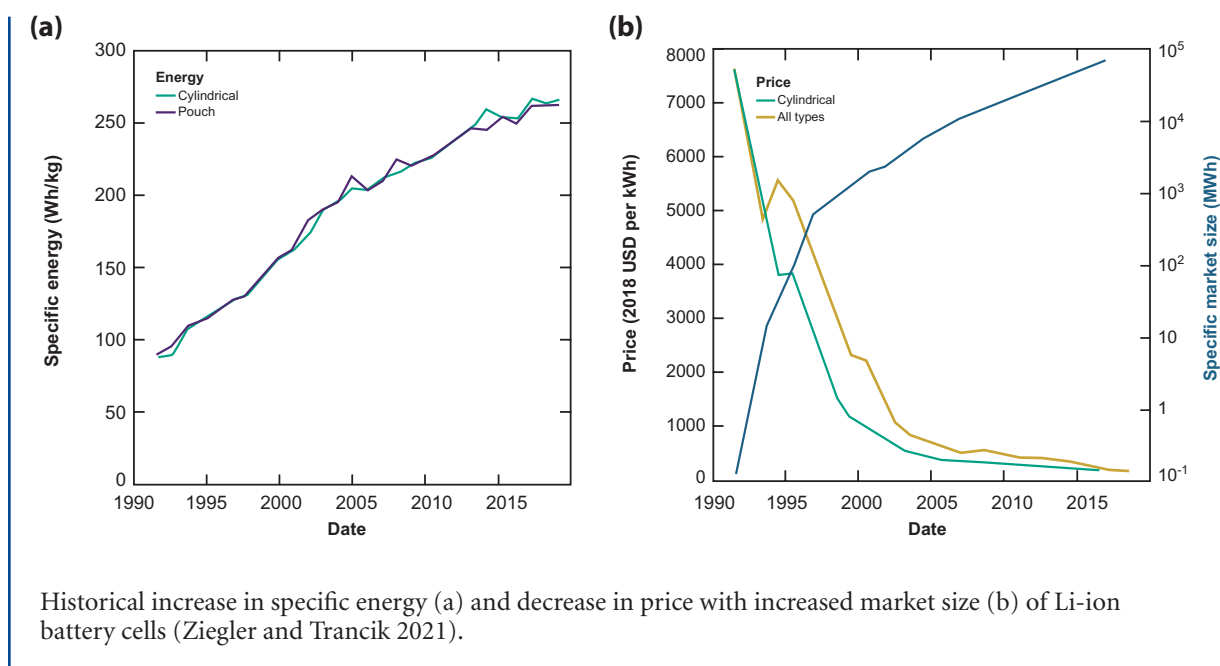 (a)
300
250
200
150
100
50
0
Specific energy (Wh/kg)
Energy
Cylindrical
Pouch
1990 1995 2000 2005 2010 2015
Date
(b)
8000
7000
6000
5000
4000
3000
2000
1000
0
Price (2018 USD per kWh)
Price
Cylindrical
All types
10⁵
10⁴
10³
10²
10
1
10⁻¹
Specific market size (MWh)
1990 1995 2000 2005 2010 2015
Date
Historical increase in specific energy (a) and decrease in price with increased market size (b) of Li-ion
battery cells (Ziegler and Trancik 2021).